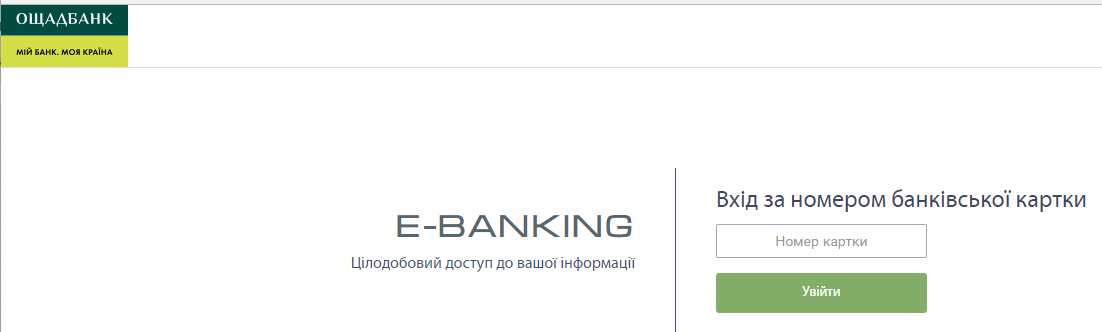 ОЩАДБАНК
МІЙ БАНК. МОЯ КРАЇНА
E-BANKING
Цілодобовий доступ до вашої інформації
Вхід за номером банківської картки
Номер картки
Увійти